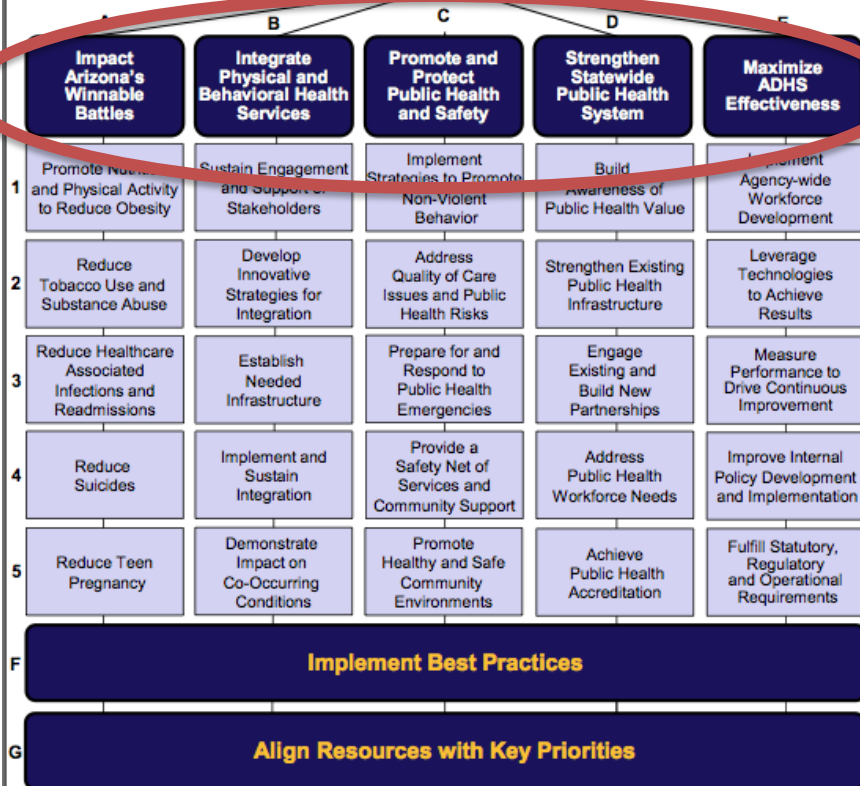 A B C D E
Impact
Arizona's
Winnable
Battles
Integrate
Physical and
Behavioral Health
Services
Promote and
Protect
Public Health
and Safety
Strengthen
Statewide
Public Health
System
Maximize
ADHS
Effectiveness
1
Promote Nutrition
and Physical Activity
to Reduce Obesity
Sustain Engagement
and Support of
Stakeholders
Implement
Strategies to Promote
Non-Violent
Behavior
Build
Awareness of
Public Health Value
Implement
Agency-wide
Workforce
Development
2
Reduce
Tobacco Use and
Substance Abuse
Develop
Innovative
Strategies for
Integration
Address
Quality of Care
Issues and Public
Health Risks
Strengthen Existing
Public Health
Infrastructure
Leverage
Technologies
to Achieve
Results
3
Reduce Healthcare
Associated
Infections and
Readmissions
Establish
Needed
Infrastructure
Prepare for and
Respond to
Public Health
Emergencies
Engage
Existing and
Build New
Partnerships
Measure
Performance to
Drive Continuous
Improvement
4
Reduce
Suicides
Implement and
Sustain
Integration
Provide a
Safety Net of
Services and
Community Support
Address
Public Health
Workforce Needs
Improve Internal
Policy Development
and Implementation
5
Reduce Teen
Pregnancy
Demonstrate
Impact on
Co-Occurring
Conditions
Promote
Healthy and Safe
Community
Environments
Achieve
Public Health
Accreditation
Fulfill Statutory,
Regulatory
and Operational
Requirements
F
Implement Best Practices
G
Align Resources with Key Priorities